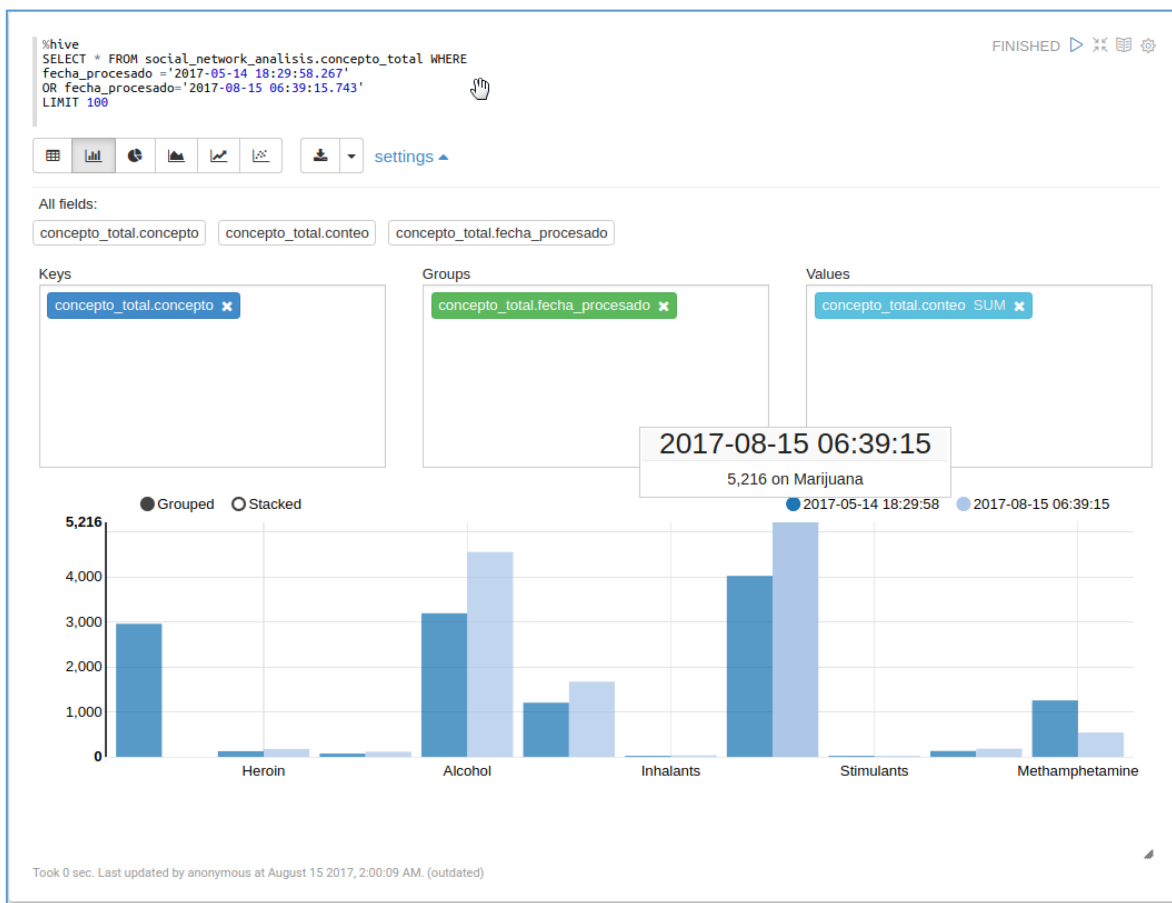 %hive
SELECT * FROM social_network_analisis.concepto_total WHERE
fecha_procesado ='2017-05-14 18:29:58.267'
OR fecha_procesado='2017-08-15 06:39:15.743'
LIMIT 100
FINISHED
settings
All fields:
concepto_total.concepto concepto_total.conteo concepto_total.fecha_procesado
Keys Groups Values
concepto_total.concepto concepto_total.fecha_procesado concepto_total.conteo SUM
2017-08-15 06:39:15
5,216 on Marijuana
Grouped Stacked 2017-05-14 18:29:58 2017-08-15 06:39:15
5,216
4,000
3,000
2,000
1,000
0
Heroin Alcohol Inhalants Stimulants Methamphetamine
Took 0 sec. Last updated by anonymous at August 15 2017, 2:00:09 AM. (outdated)